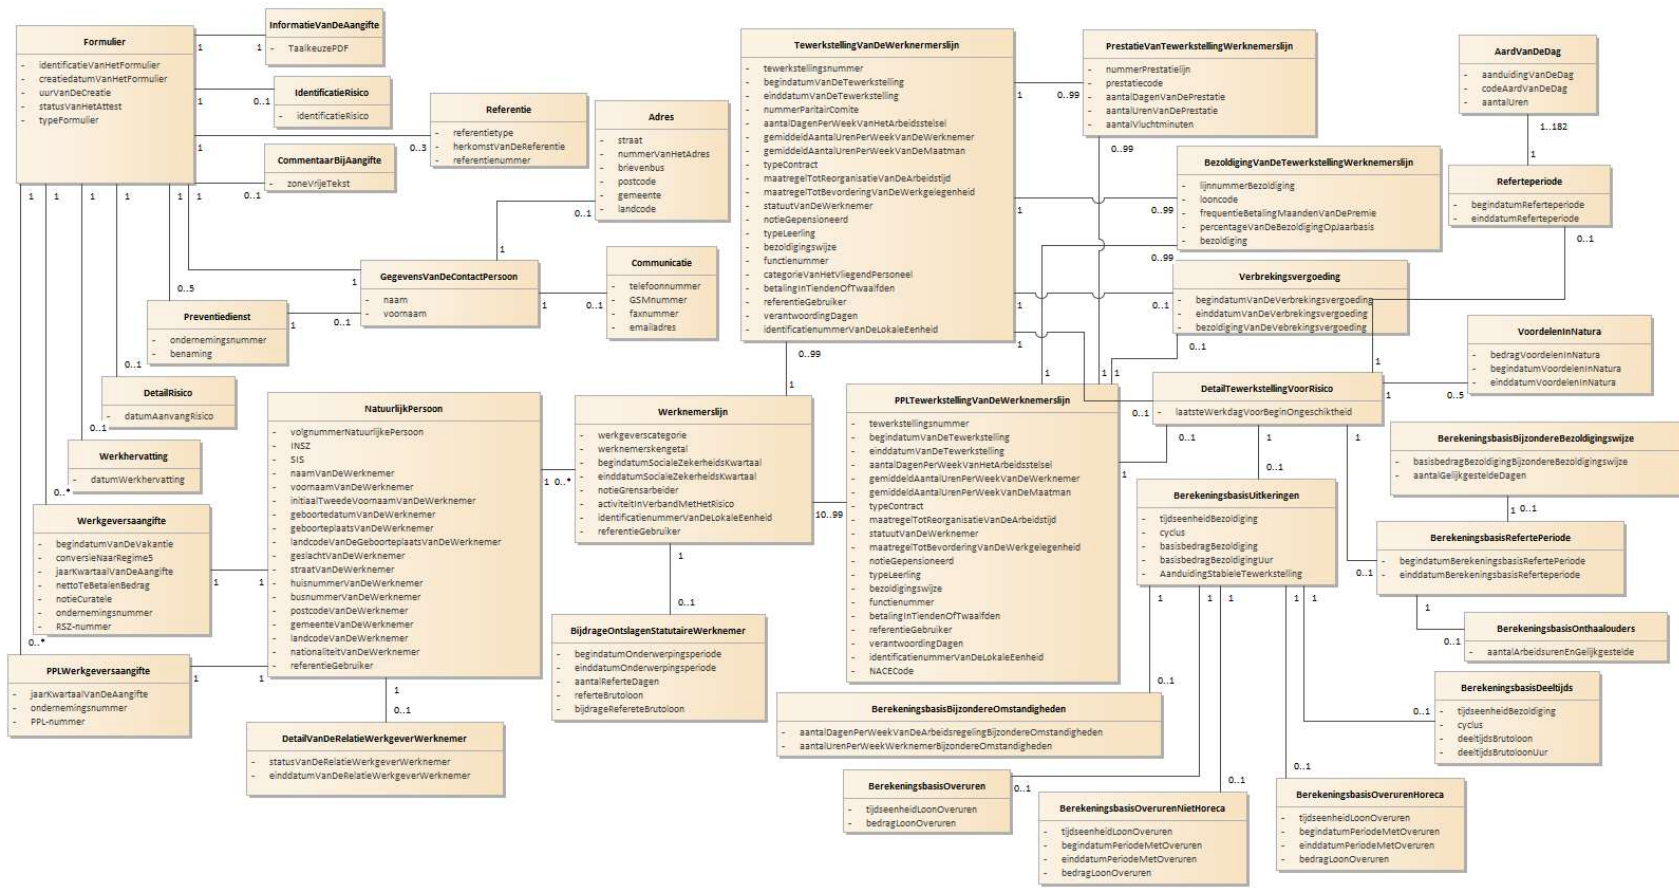 Formulier
- identificatieVanHetFormulier
- creatiedatumVanHetFormulier
- uurVanDeCreatie
- statusVanHetAttest
- typeFormulier
InformatieVanDeAangifte
- TaalkeuzePDF
IdentificatieRisico
- identificatieRisico
CommentaarBijAangifte
- zoneVrijeTekst
Referentie
- referentietype
- herkomstVanDeReferentie
- referentienummer
Adres
- straat
- nummerVanHetAdres
- brievenbus
- postcode
- gemeente
- landcode
GegevensVanDeContactPersoon
- naam
- voornaam
Communicatie
- telefoonnummer
- GSMnummer
- faxnummer
- emailadres
Preventiedienst
- ondernemingsnummer
- benaming
DetailRisico
- datumAanvangRisico
Werkhervatting
- datumWerkhervatting
Werkgeversaangifte
- begindatumVanDeVakantie
- conversieNaarRegime5
- jaarKwartaalVanDeAangifte
- nettoTeBetalenBedrag
- notieCuratele
- ondernemingsnummer
- RSZ-nummer
PPLWerkgeversaangifte
- jaarKwartaalVanDeAangifte
- ondernemingsnummer
- PPL-nummer
NatuurlijkPersoon
- volgnummerNatuurlijkePersoon
- INSZ
- SIS
- naamVanDeWerknemer
- voornaamVanDeWerknemer
- initiaalTweedeVoornaamVanDeWerknemer
- geboortedatumVanDeWerknemer
- geboorteplaatsVanDeWerknemer
- landcodeVanDeGeboorteplaatsVanDeWerknemer
- geslachtVanDeWerknemer
- straatVanDeWerknemer
- huisnummerVanDeWerknemer
- busnummerVanDeWerknemer
- postcodeVanDeWerknemer
- gemeenteVanDeWerknemer
- landcodeVanDeWerknemer
- nationaliteitVanDeWerknemer
- referentieGebruiker
DetailVanDeRelatieWerkgeverWerknemer
- statusVanDeRelatieWerkgeverWerknemer
- einddatumVanDeRelatieWerkgeverWerknemer
Werknemerslijn
- werkgeverscategorie
- werknemerskengetal
- begindatumSocialeZekerheidsKwartaal
- einddatumSocialeZekerheidsKwartaal
- notieGrensarbeider
- activiteitInVerbandMetHetRisico
- identificatienummerVanDeLokaleEenheid
- referentieGebruiker
BijdrageOntslagenStatutaireWerknemer
- begindatumOnderwerpingsperiode
- einddatumOnderwerpingsperiode
- aantalReferteDagen
- referteBrutoloon
- bijdrageRefereteBrutoloon
TewerkstellingVanDeWerknermerslijn
- tewerkstellingsnummer
- begindatumVanDeTewerkstelling
- einddatumVanDeTewerkstelling
- nummerParitairComite
- aantalDagenPerWeekVanHetArbeidsstelsel
- gemiddeldAantalUrenPerWeekVanDeWerknemer
- gemiddeldAantalUrenPerWeekVanDeMaatman
- typeContract
- maatregelTotReorganisatieVanDeArbeidstijd
- maatregelTotBevorderingVanDeWerkgelegenheid
- statuutVanDeWerknemer
- notieGepensioneerd
- typeLeerling
- bezoldigingswijze
- functienummer
- categorieVanHetVliegendPersoneel
- betalingInTiendenOfTwaalfden
- referentieGebruiker
- verantwoordingDagen
- identificatienummerVanDeLokaleEenheid
PrestatieVanTewerkstellingWerknemerslijn
- nummerPrestatielijn
- prestatiecode
- aantalDagenVanDePrestatie
- aantalUrenVanDePrestatie
- aantalVluchtminuten
BezoldigingVanDeTewerkstellingWerknemerslijn
- lijnnummerBezoldiging
- looncode
- frequentieBetalingMaandenVanDePremie
- percentageVanDeBezoldigingOpJaarbasis
- bezoldiging
AardVanDeDag
- aanduidingVanDeDag
- codeAardVanDeDag
- aantalUren
Referteperiode
- begindatumReferteperiode
- einddatumReferteperiode
Verbrekingsvergoeding
- begindatumVanDeVerbrekingsvergoeding
- einddatumVanDeVerbrekingsvergoeding
- bezoldigingVanDeVebrekingsvergoeding
VoordelenInNatura
- bedragVoordelenInNatura
- begindatumVoordelenInNatura
- einddatumVoordelenInNatura
DetailTewerkstellingVoorRisico
- laatsteWerkdagVoorBeginOngeschiktheid
PPLTewerkstellingVanDeWerknemerslijn
- tewerkstellingsnummer
- begindatumVanDeTewerkstelling
- einddatumVanDeTewerkstelling
- aantalDagenPerWeekVanHetArbeidsstelsel
- gemiddeldAantalUrenPerWeekVanDeWerknemer
- gemiddeldAantalUrenPerWeekVanDeMaatman
- typeContract
- maatregelTotReorganisatieVanDeArbeidstijd
- statuutVanDeWerknemer
- maatregelTotBevorderingVanDeWerkgelegenheid
- notieGepensioneerd
- typeLeerling
- bezoldigingswijze
- functienummer
- betalingInTiendenOfTwaalfden
- referentieGebruiker
- verantwoordingDagen
- identificatienummerVanDeLokaleEenheid
- NACECode
BerekeningsbasisUitkeringen
- tijdseenheidBezoldiging
- cyclus
- basisbedragBezoldiging
- basisbedragBezoldigingUur
- AanduidingStabieleTewerkstelling
BerekeningsbasisBijzondereBezoldigingswijze
- basisbedragBezoldigingBijzondereBezoldigingswijze
- aantalGelijkgesteldeDagen
BerekeningsbasisRefertePeriode
- begindatumBerekeningsbasisRefertePeriode
- einddatumBerekeningsbasisReferteperiode
BerekeningsbasisOnthaalouders
- aantalArbeidsurenEnGelijkgestelde
BerekeningsbasisDeeltijds
- tijdseenheidBezoldiging
- cyclus
- deeltijdsBrutoloon
- deeltijdsBrutoloonUur
BerekeningsbasisBijzondereOmstandigheden
- aantalDagenPerWeekVanDeArbeidsregelingBijzondereOmstandigheden
- aantalUrenPerWeekWerknemerBijzondereOmstandigheden
BerekeningsbasisOveruren
- tijdseenheidLoonOveruren
- bedragLoonOveruren
BerekeningsbasisOverurenNietHoreca
- tijdseenheidLoonOveruren
- begindatumPeriodeMetOveruren
- einddatumPeriodeMetOveruren
- bedragLoonOveruren
BerekeningsbasisOverurenHoreca
- tijdseenheidLoonOveruren
- begindatumPeriodeMetOveruren
- einddatumPeriodeMetOveruren
- bedragLoonOveruren